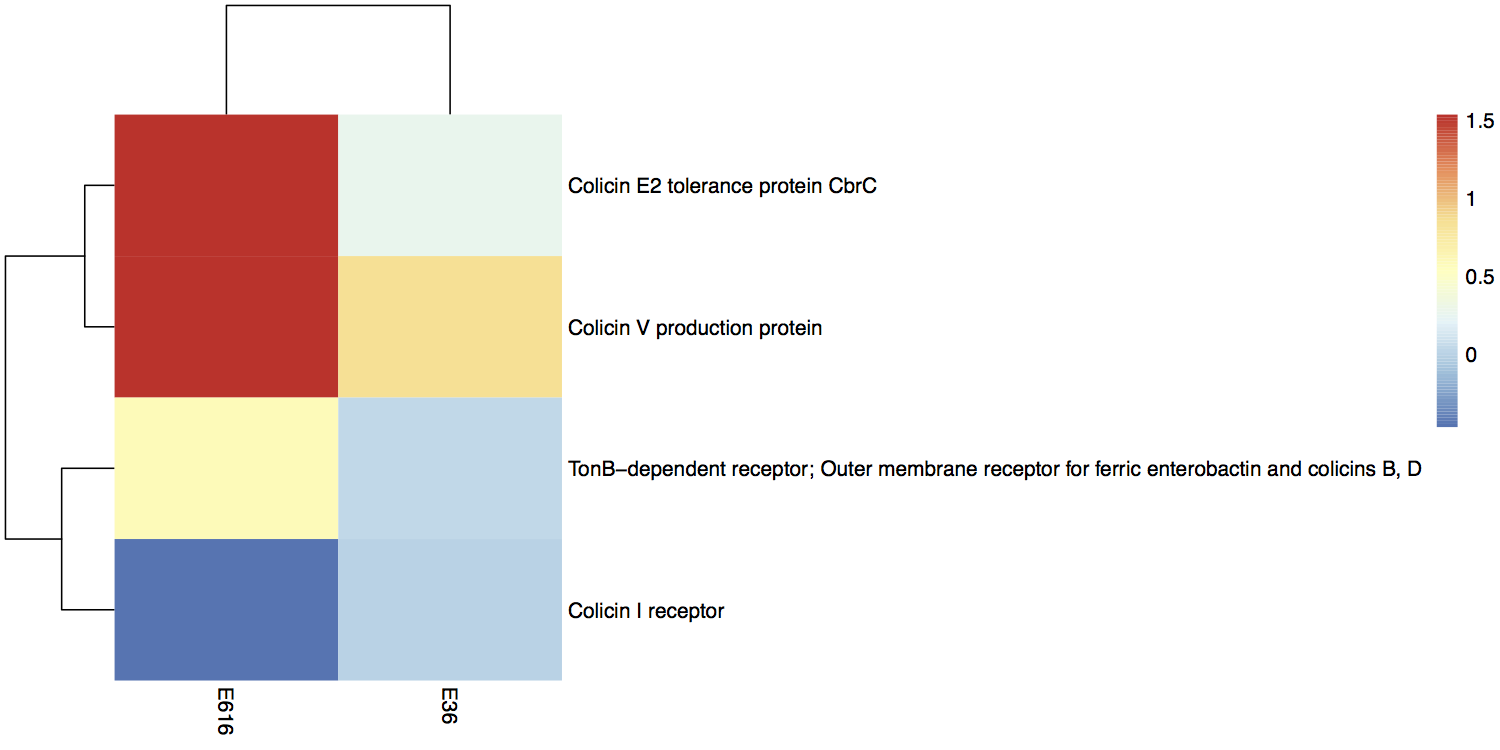 Colicin E2 tolerance protein CbrC
Colicin V production protein
TonB−dependent receptor; Outer membrane receptor for ferric enterobactin and colicins B, D
Colicin I receptor
E616
E36
1.5
1
0.5
0